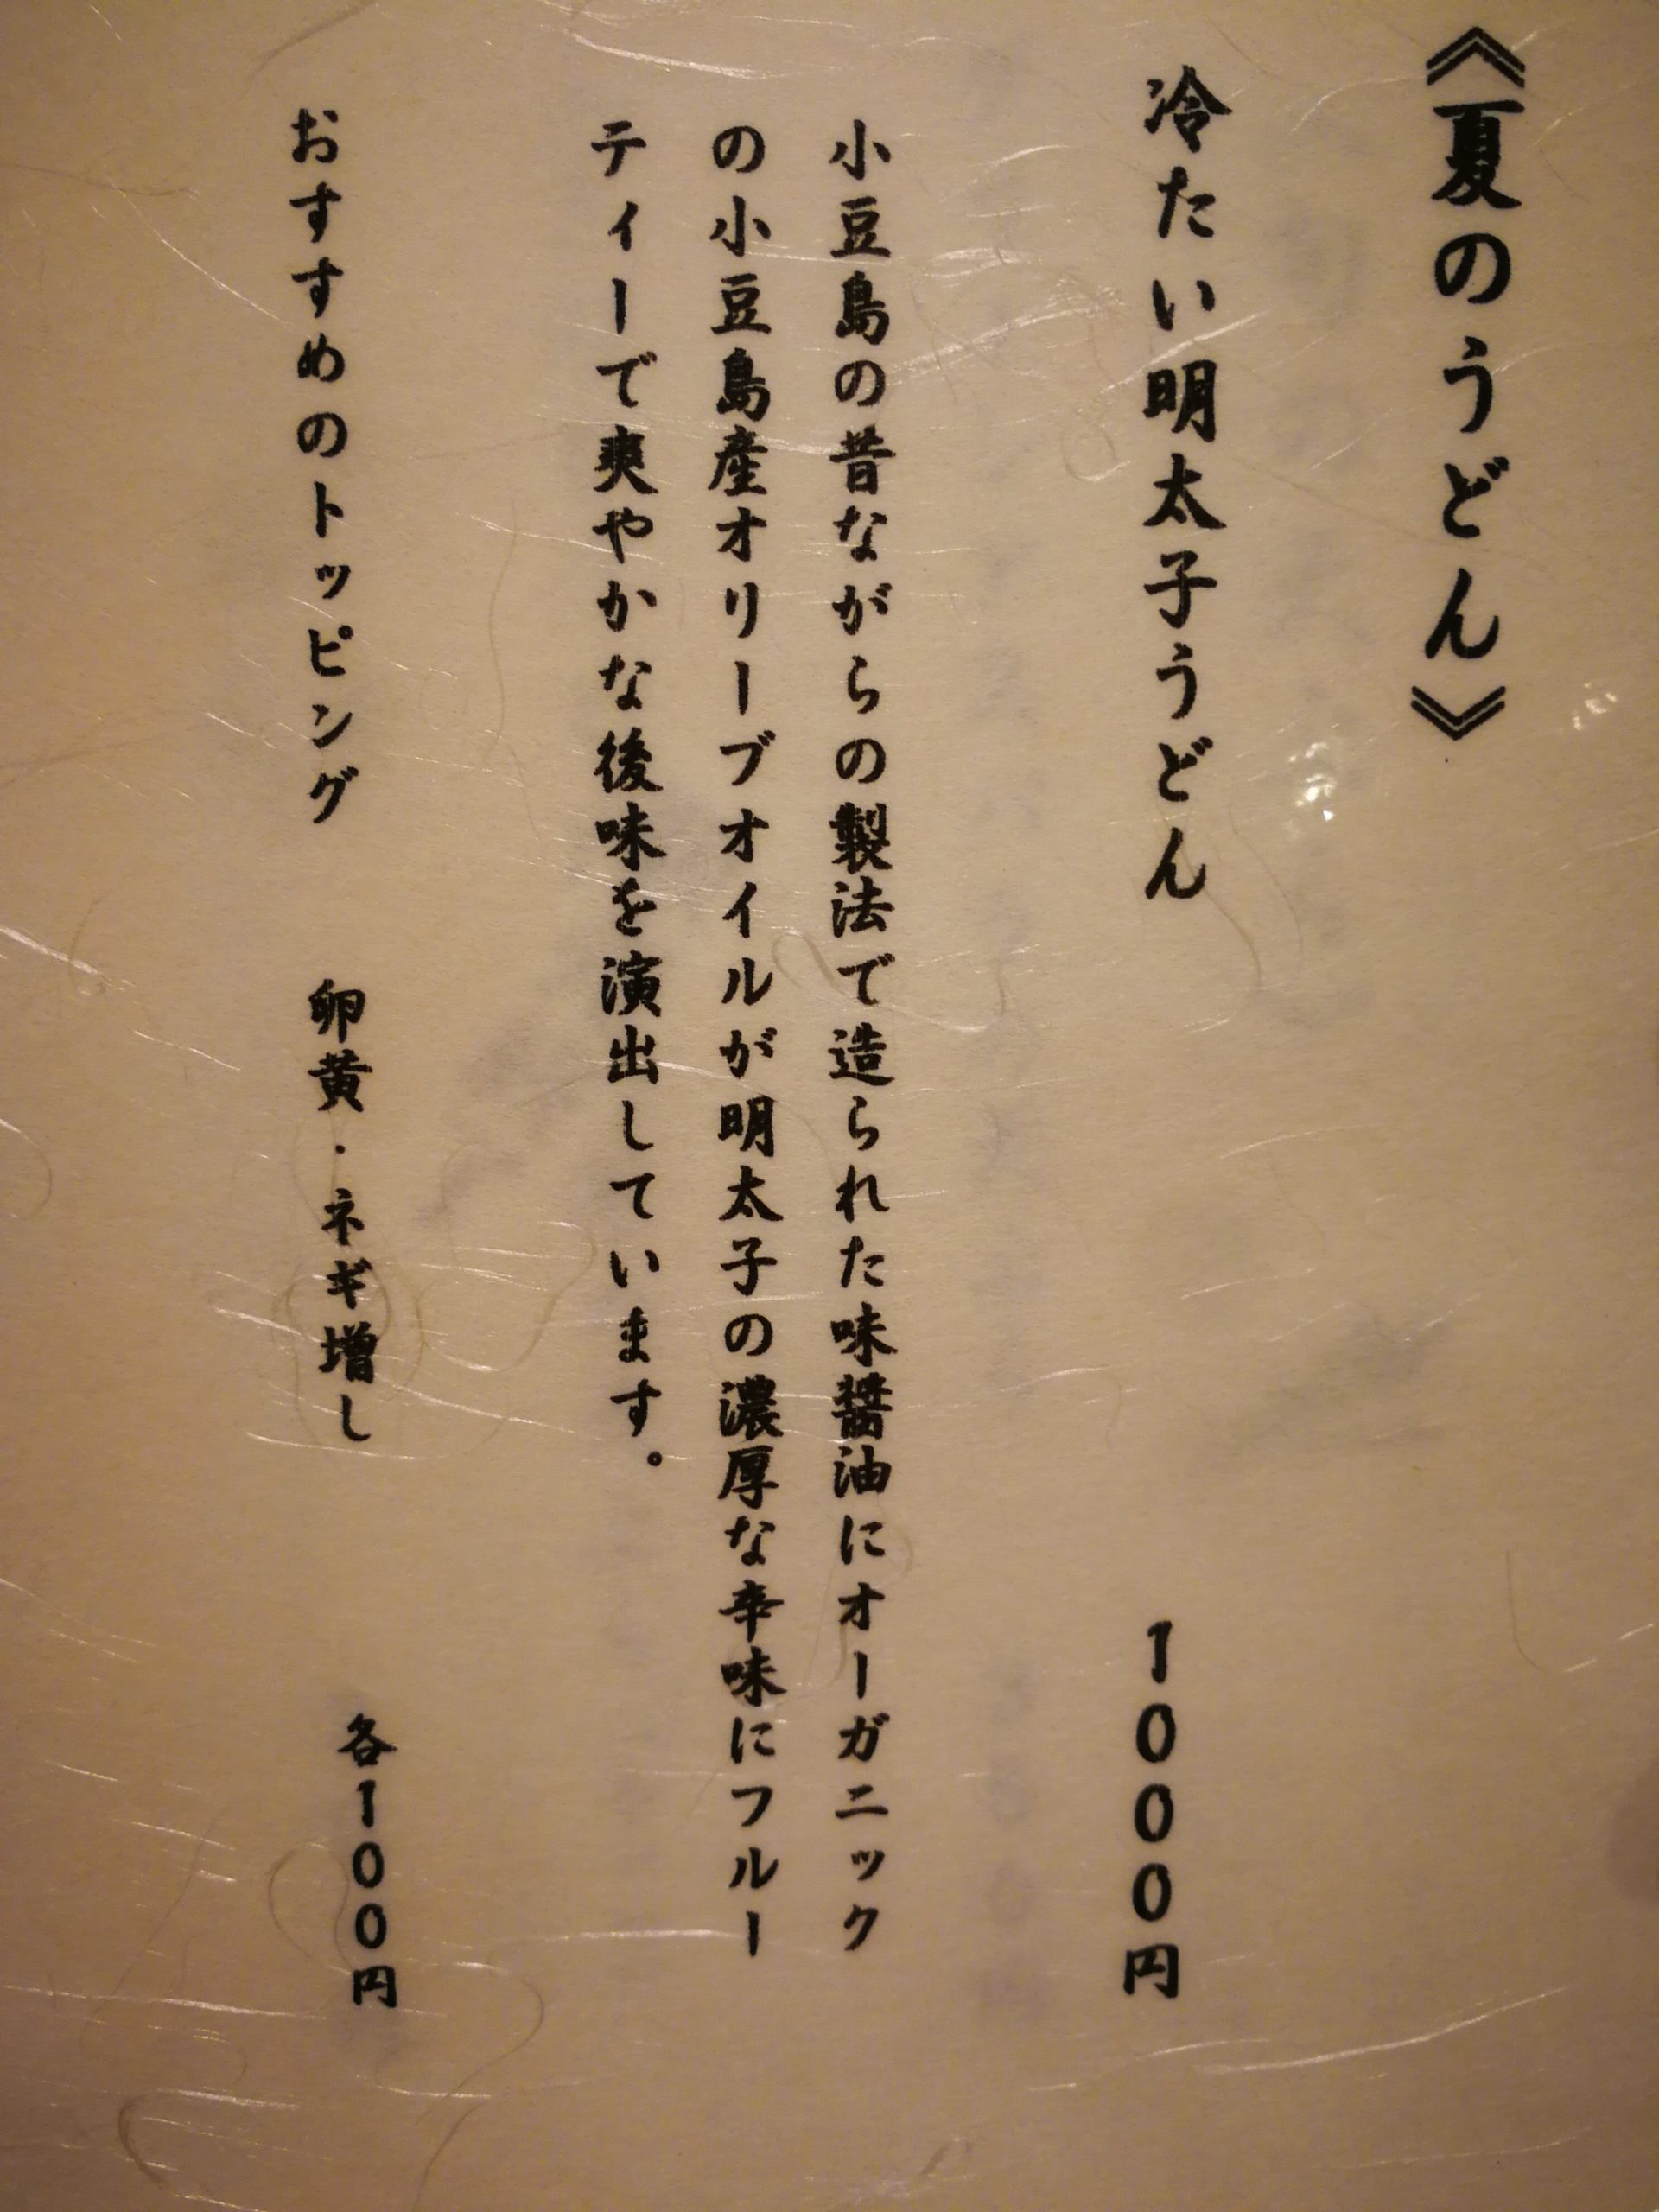 《夏のうどん》
冷たい明太子うどん 1000円
小豆島の昔ながらの製法で造られた味醤油にオーガニック
の小豆島産オリーブオイルが明太子の濃厚な辛味にフルー
ティーで爽やかな後味を演出しています。
おすすめのトッピング 卵黄・ネギ増し 各100円